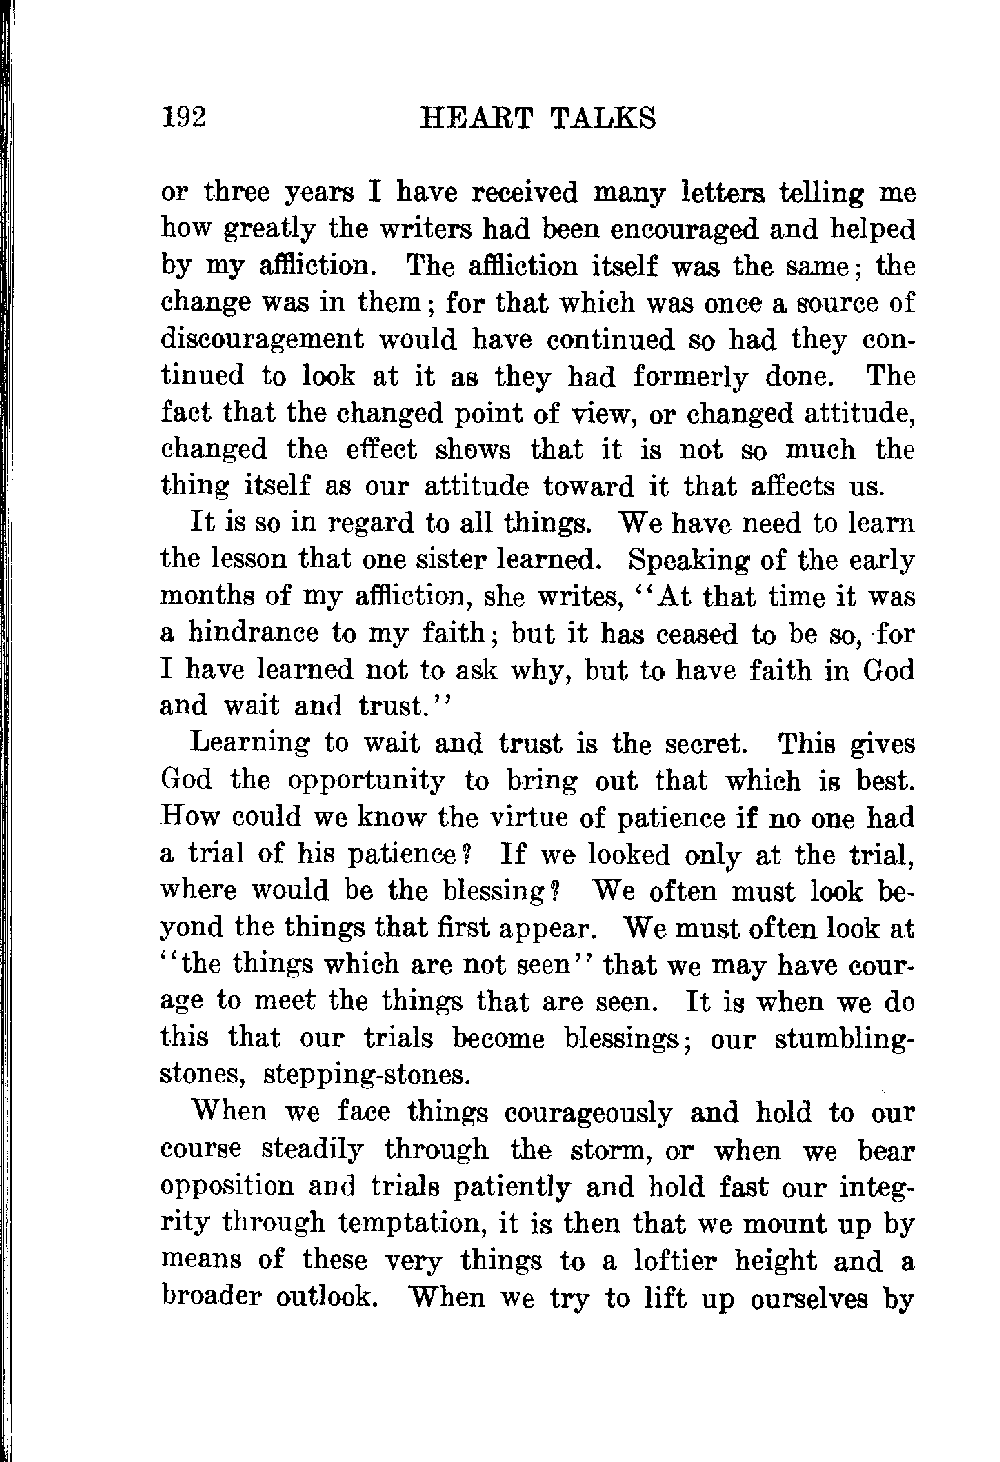 192 HEART TALKS
or three years I have received many letters telling me
how greatly the writers had been encouraged and helped
by my affliction. The affliction itself was the same; the
change was in them; for that which was once a source of
discouragement would have continued so had they con-
tinued to look at it as they had formerly done. The
fact that the changed point of view, or changed attitude,
changed the effect shows that it is not so much the
thing itself as our attitude toward it that affects us.
It is so in regard to all things. We have need to learn
the lesson that one sister learned. Speaking of the early
months of my affliction, she writes, "At that time it was
a hindrance to my faith; but it has ceased to be so, for
I have learned not to ask why, but to have faith in God
and wait and trust."
Learning to wait and trust is the secret. This gives
God the opportunity to bring out that which is best.
How could we know the virtue of patience if no one had
a trial of his patience? If we looked only at the trial,
where would be the blessing? We often must look be-
yond the things that first appear. We must often look at
"the things which are not seen" that we may have cour-
age to meet the things that are seen. It is when we do
this that our trials become blessings; our stumbling-
stones, stepping-stones.
When we face things courageously and hold to our
course steadily through the storm, or when we bear
opposition and trials patiently and hold fast our integ-
rity through temptation, it is then that we mount up by
means of these very things to a loftier height and a
broader outlook. When we try to lift up ourselves by